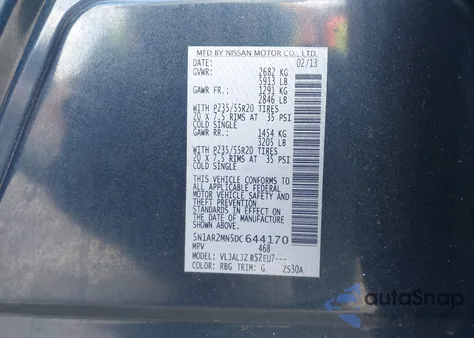 MFD BY NISSAN MOTOR CO., LTD.
DATE: 02/13
GVWR: 2682 KG
5913 LB
GAWR FR.: 1291 KG
2846 LB
WITH P235/55R20 TIRES
20 X 7.5 RIMS AT 35 PSI
COLD SINGLE
GAWR RR.: 1454 KG
3205 LB
WITH P235/55R20 TIRES
20 X 7.5 RIMS AT 35 PSI
COLD SINGLE
THIS VEHICLE CONFORMS TO
ALL APPLICABLE FEDERAL
MOTOR VEHICLE SAFETY AND
THEFT PREVENTION
STANDARDS IN EFFECT ON
THE DATE OF MANUFACTURE
SHOWN ABOVE.
5N1AR2MN5DC644170
MPV 468
MODEL: VLJALJZ R52EU7---
COLOR: RBG TRIM: G ZS30A
AutoSnap